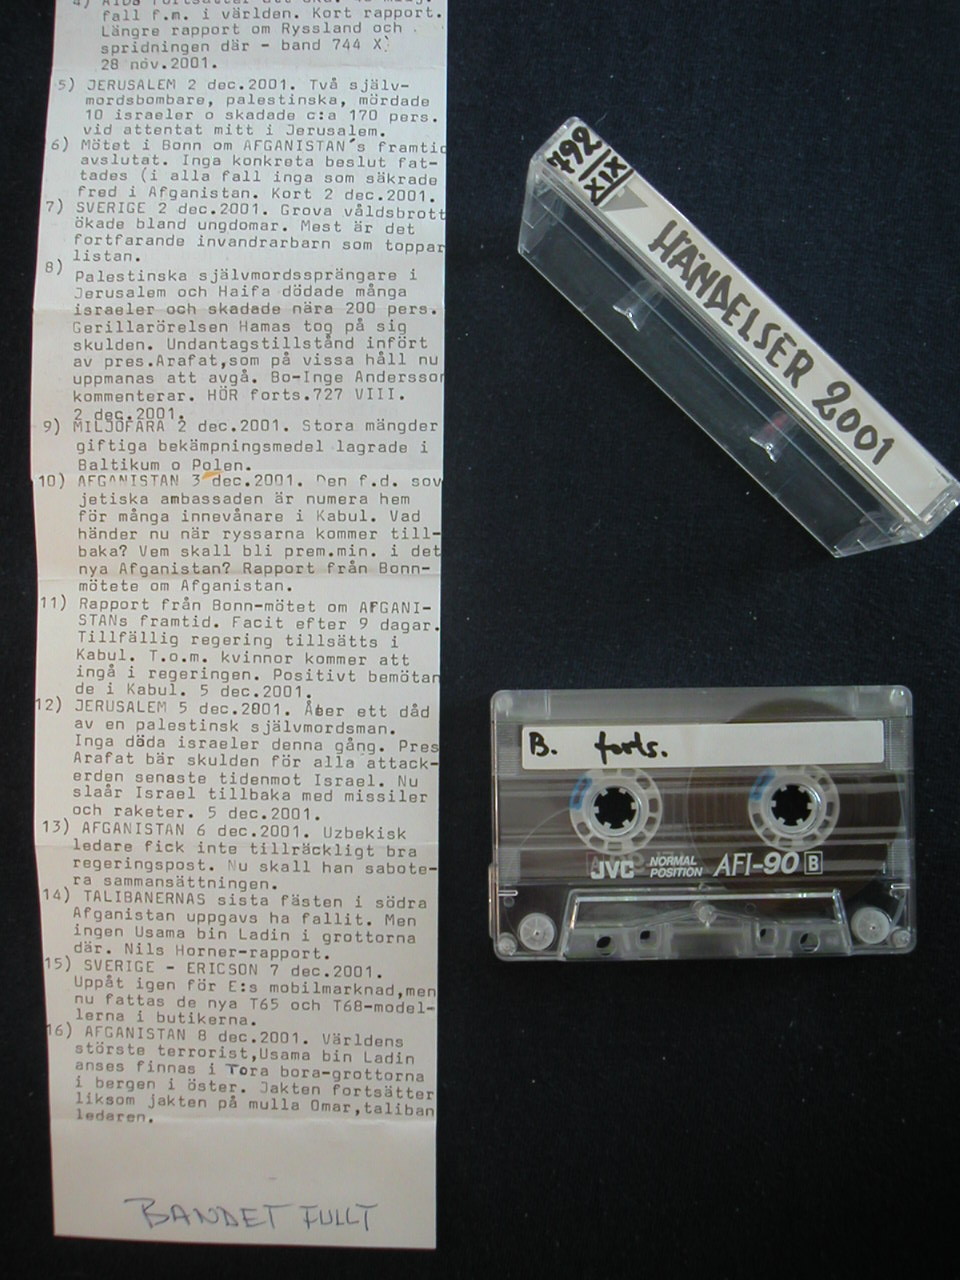 4) AIDS fortsätter att öka. 40 milj.
fall f.m. i världen. Kort rapport.
Längre rapport om Ryssland och
spridningen där - band 744 X
28 nov.2001.
5) JERUSALEM 2 dec.2001. Två själv-
mordsbombare, palestinska, mördade
10 israeler o skadade c:a 170 pers.
vid attentat mitt i Jerusalem.
6) Mötet i Bonn om AFGANISTAN's framtid
avslutat. Inga konkreta beslut fat-
tades (i alla fall inga som säkrade
fred i Afganistan. Kort 2 dec.2001.
7) SVERIGE 2 dec.2001. Grova våldsbrott
ökade bland ungdomar. Mest är det
fortfarande invandrarbarn som toppar
listan.
8) Palestinska självmordssprängare i
Jerusalem och Haifa dödade många
israeler och skadade nära 200 pers.
Gerillarörelsen Hamas tog på sig
skulden. Undantagstillstånd infört
av pres.Arafat,som på vissa håll nu
uppmanas att avgå. Bo-Inge Andersson
kommenterar. HÖR forts.727 VIII.
2 dec.2001.
9) MILJÖFARA 2 dec.2001. Stora mängder
giftiga bekämpningsmedel lagrade i
Baltikum o Polen.
10) AFGANISTAN 3 dec.2001. Den f.d. sov
jetiska ambassaden är numera hem
för många innevånare i Kabul. Vad
händer nu när ryssarna kommer till-
baka? Vem skall bli prem.min. i det
nya Afganistan? Rapport från Bonn-
mötete om Afganistan.
11) Rapport från Bonn-mötet om AFGANI-
STANs framtid. Facit efter 9 dagar.
Tillfällig regering tillsätts i
Kabul. T.o.m. kvinnor kommer att
ingå i regeringen. Positivt bemötan
de i Kabul. 5 dec.2001.
12) JERUSALEM 5 dec.2001. Åter ett dåd
av en palestinsk självmordsman.
Inga döda israeler denna gång. Pres
Arafat bär skulden för alla attack-
erden senaste tidenmot Israel. Nu
slaår Israel tillbaka med missiler
och raketer. 5 dec.2001.
13) AFGANISTAN 6 dec.2001. Uzbekisk
ledare fick inte tillräckligt bra
regeringspost. Nu skall han sabote-
ra sammansättningen.
14) TALIBANERNAS sista fästen i södra
Afganistan uppgavs ha fallit. Men
ingen Usama bin Ladin i grottorna
där. Nils Horner-rapport.
15) SVERIGE - ERICSON 7 dec.2001.
Uppåt igen för E:s mobilmarknad,men
nu fattas de nya T65 och T68-model-
lerna i butikerna.
16) AFGANISTAN 8 dec.2001. Världens
störste terrorist,Usama bin Ladin
anses finnas i Tora bora-grottorna
i bergen i öster. Jakten fortsätter
liksom jakten på mulla Omar,taliban
ledaren.
BANDET FULLT
792
XIX
HÄNDELSER 2001
B. forts.
JVC NORMAL POSITION AFI-90 B